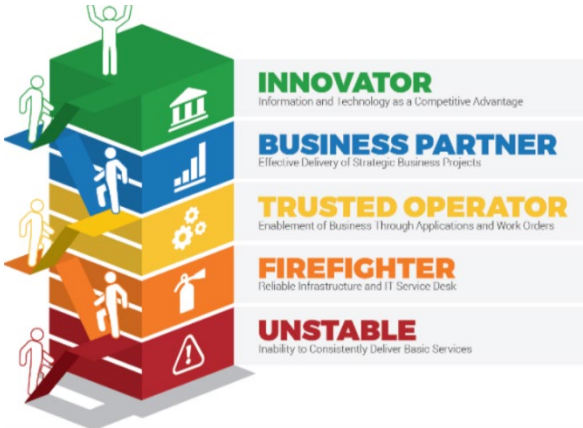 INNOVATOR
Information and Technology as a Competitive Advantage
BUSINESS PARTNER
Effective Delivery of Strategic Business Projects
TRUSTED OPERATOR
Enablement of Business Through Applications and Work Orders
FIREFIGHTER
Reliable Infrastructure and IT Service Desk
UNSTABLE
Inability to Consistently Deliver Basic Services